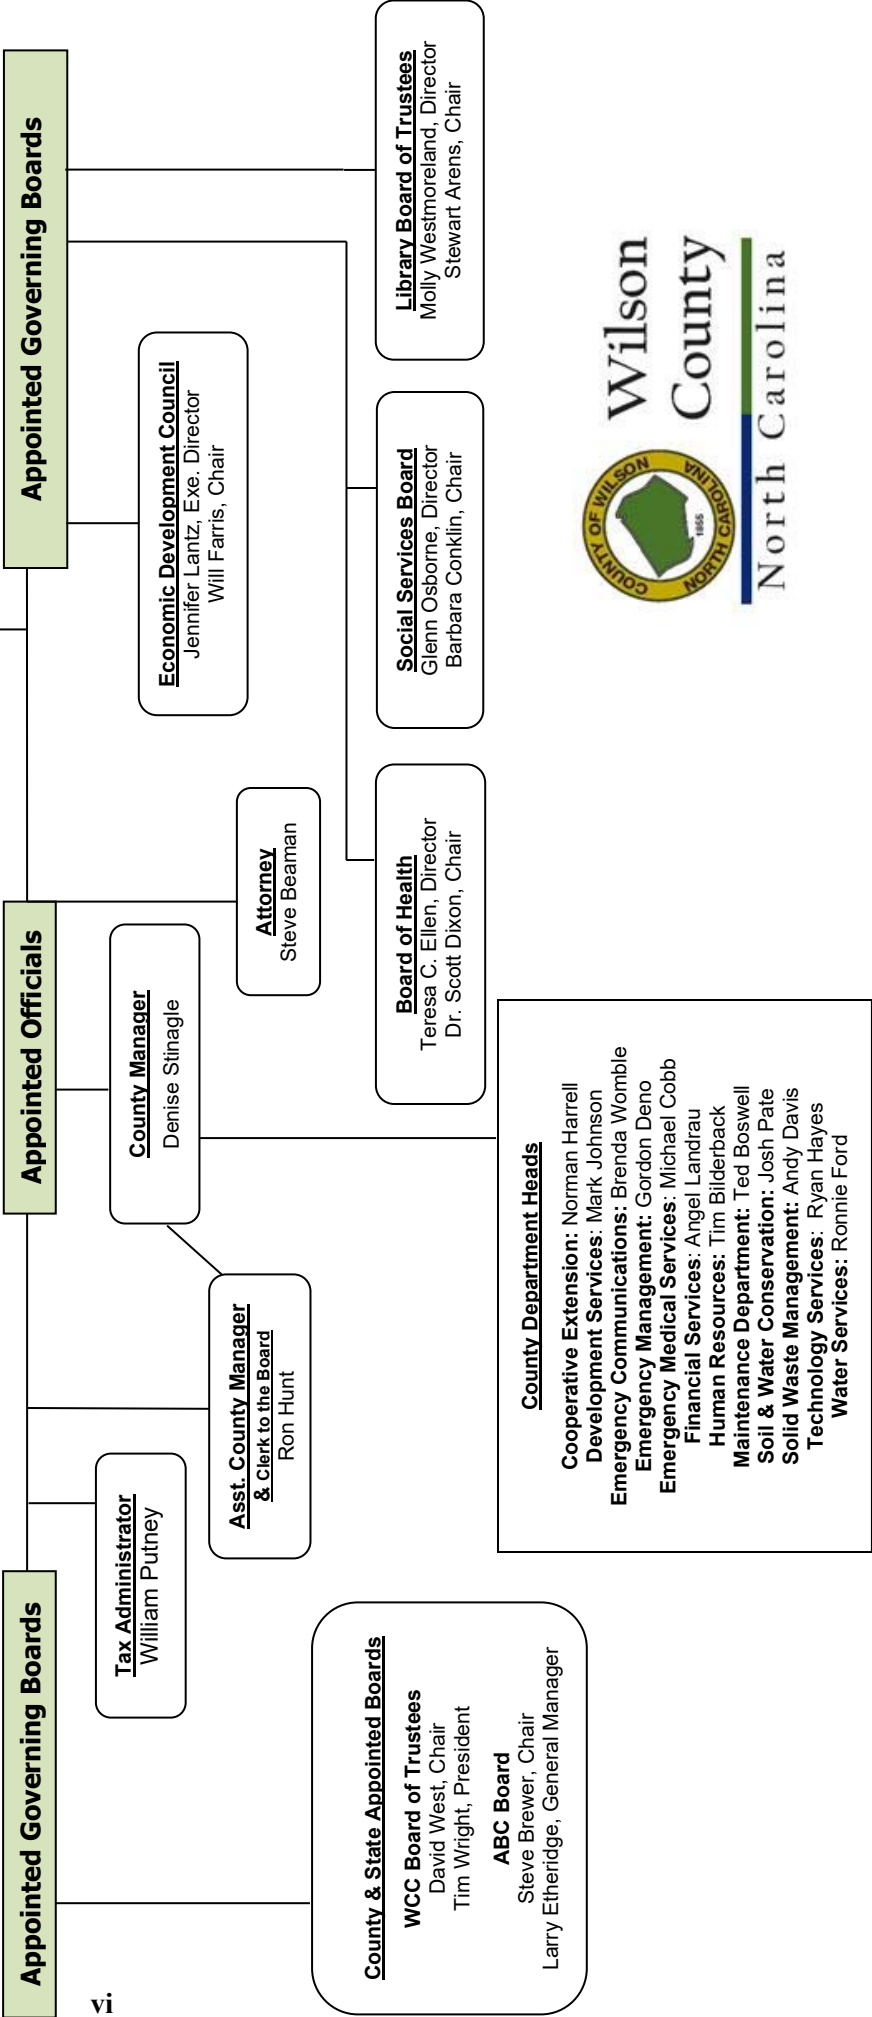 Appointed Governing Boards
Appointed Officials
Appointed Governing Boards
Tax Administrator
William Putney
Asst. County Manager
& Clerk to the Board
Ron Hunt
County Manager
Denise Stinagle
Attorney
Steve Beaman
Economic Development Council
Jennifer Lantz, Exe. Director
Will Farris, Chair
County & State Appointed Boards
WCC Board of Trustees
David West, Chair
Tim Wright, President
ABC Board
Steve Brewer, Chair
Larry Etheridge, General Manager
Board of Health
Teresa C. Ellen, Director
Dr. Scott Dixon, Chair
Social Services Board
Glenn Osborne, Director
Barbara Conklin, Chair
Library Board of Trustees
Molly Westmoreland, Director
Stewart Arens, Chair
County Department Heads
Cooperative Extension: Norman Harrell
Development Services: Mark Johnson
Emergency Communications: Brenda Womble
Emergency Management: Gordon Deno
Emergency Medical Services: Michael Cobb
Financial Services: Angel Landrau
Human Resources: Tim Bilderback
Maintenance Department: Ted Boswell
Soil & Water Conservation: Josh Pate
Solid Waste Management: Andy Davis
Technology Services: Ryan Hayes
Water Services: Ronnie Ford
COUNTY OF WILSON
1855
NORTH CAROLINA
Wilson
County
North Carolina
vi